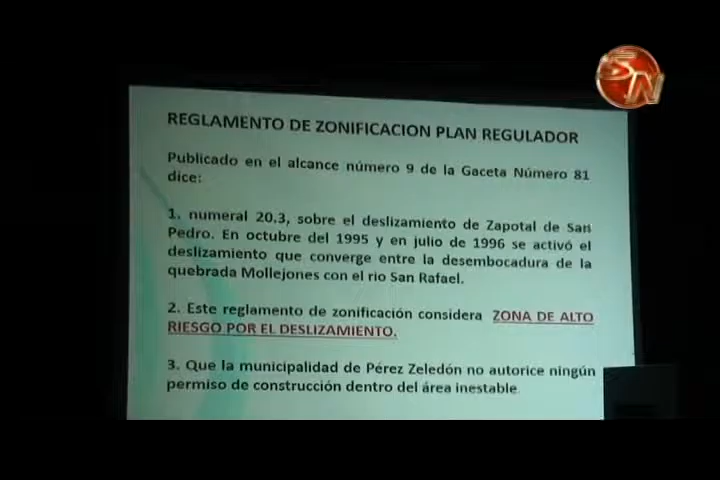 SN
REGLAMENTO DE ZONIFICACION PLAN REGULADOR
Publicado en el alcance número 9 de la Gaceta Número 81
dice:
1. numeral 20.3, sobre el deslizamiento de Zapotal de San
Pedro. En octubre del 1995 y en julio de 1996 se activó el
deslizamiento que converge entre la desembocadura de la
quebrada Mollejones con el rio San Rafael.
2. Este reglamento de zonificación considera ZONA DE ALTO
RIESGO POR EL DESLIZAMIENTO.
3. Que la municipalidad de Pérez Zeledón no autorice ningún
permiso de construcción dentro del área inestable.